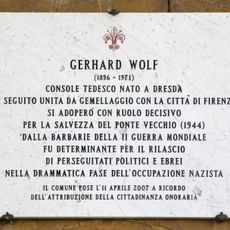 GERHARD WOLF
(1896 - 1971)
CONSOLE TEDESCO NATO A DRESDA
SEGUITO UNITA DA GEMELLAGGIO CON LA CITTÀ DI FIRENZ
SI ADOPERÒ CON RUOLO DECISIVO
PER LA SALVEZZA DEL PONTE VECCHIO (1944)
DALLA BARBARIE DELLA II GUERRA MONDIALE
FU DETERMINANTE PER IL RILASCIO
DI PERSEGUITATI POLITICI E EBREI
NELLA DRAMMATICA FASE DELL'OCCUPAZIONE NAZISTA
IL COMUNE POSE L'11 APRILE 2007 A RICORDO
DELL'ATTRIBUZIONE DELLA CITTADINANZA ONORARIA